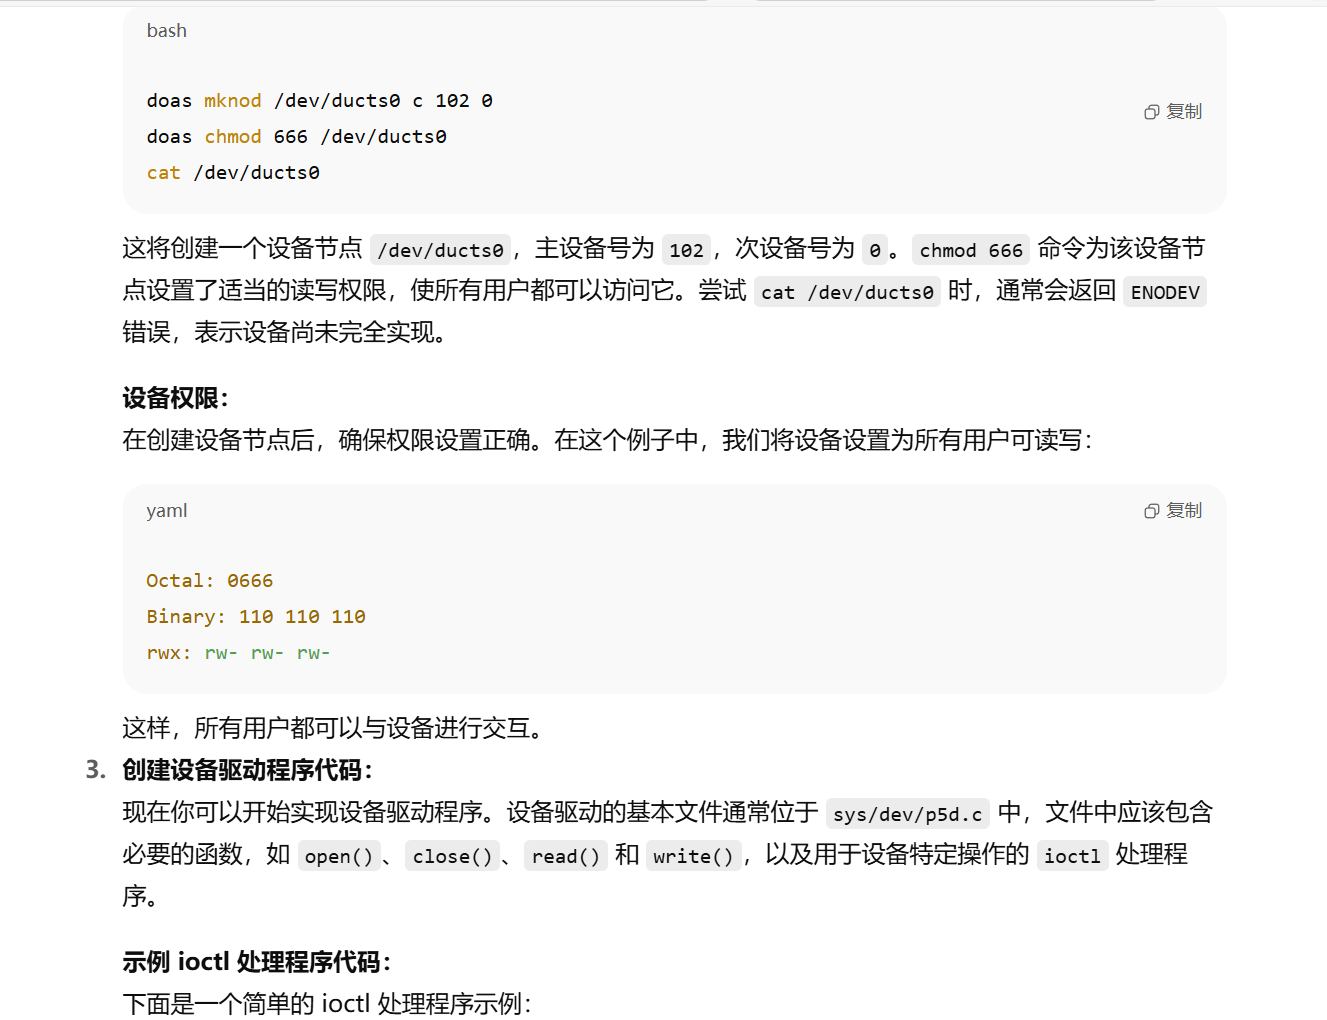 bash
doas mknod /dev/ducts0 c 102 0
复制
doas chmod 666 /dev/ducts0
cat /dev/ducts0
这将创建一个设备节点 /dev/ducts0，主设备号为 102，次设备号为 0。chmod 666 命令为该设备节
点设置了适当的读写权限，使所有用户都可以访问它。尝试 cat /dev/ducts0 时，通常会返回 ENODEV
错误，表示设备尚未完全实现。
设备权限：
在创建设备节点后，确保权限设置正确。在这个例子中，我们将设备设置为所有用户可读写：
yaml
复制
Octal: 0666
Binary: 110 110 110
rwx: rw- rw- rw-
这样，所有用户都可以与设备进行交互。
3. 创建设备驱动程序代码：
现在你可以开始实现设备驱动程序。设备驱动的基本文件通常位于 sys/dev/p5d.c 中，文件中应该包含
必要的函数，如 open()、close()、read() 和 write()，以及用于设备特定操作的 ioctl 处理程
序。
示例 ioctl 处理程序代码：
下面是一个简单的 ioctl 处理程序示例：